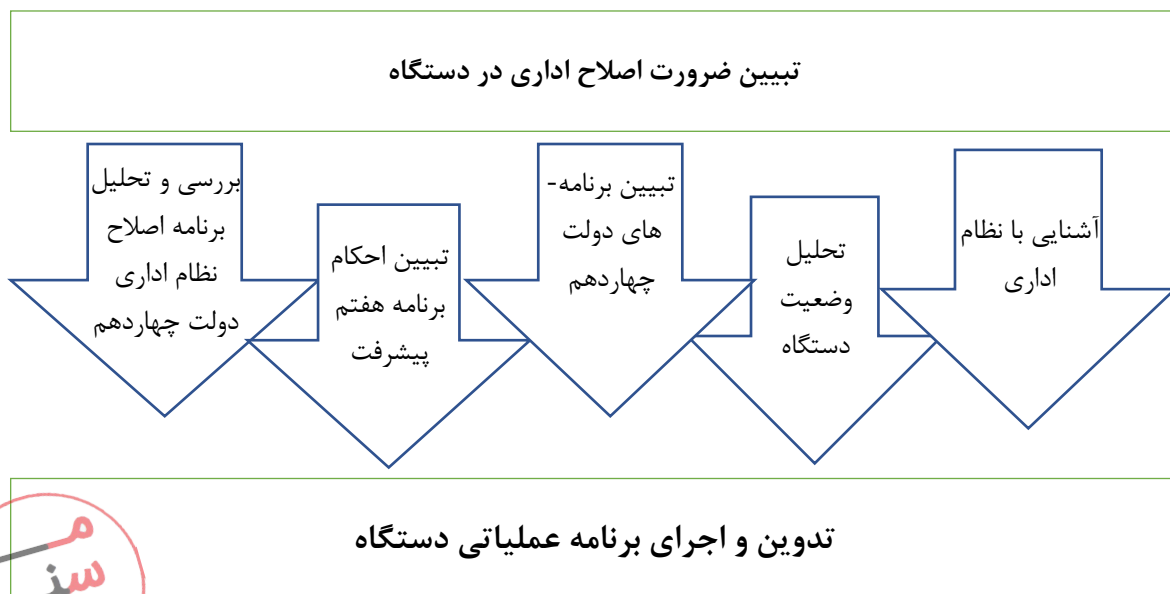 تبیین ضرورت اصلاح اداری در دستگاه
آشنایی با نظام
اداری
تحلیل
وضعیت
دستگاه
تبیین برنامه-
های دولت
چهاردهم
تبیین احکام
برنامه هفتم
پیشرفت
بررسی و تحلیل
برنامه اصلاح
نظام اداری
دولت چهاردهم
تدوین و اجرای برنامه عملیاتی دستگاه